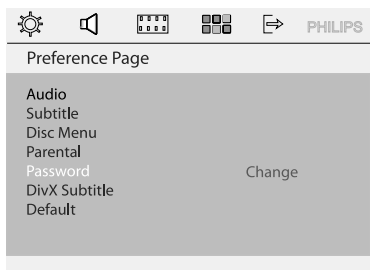 PHILIPS
Preference Page
Audio
Subtitle
Disc Menu
Parental
Password Change
DivX Subtitle
Default